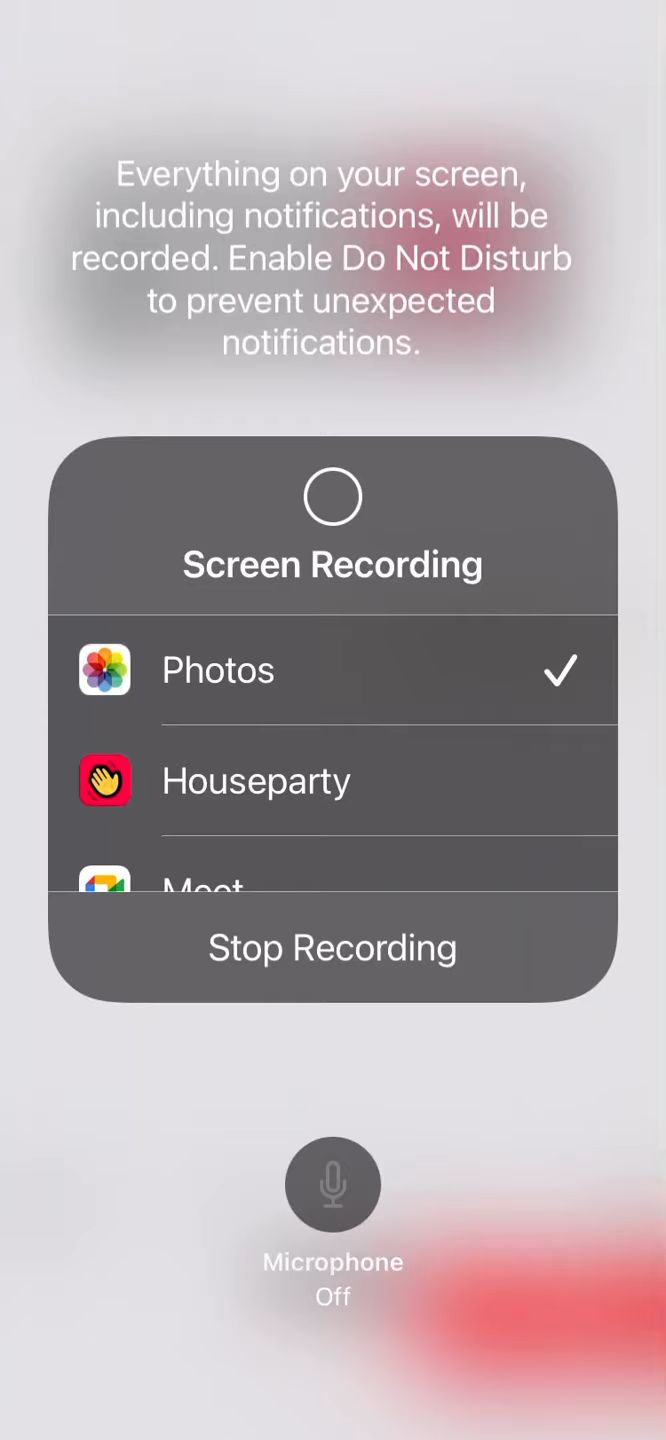 Everything on your screen,
including notifications, will be
recorded. Enable Do Not Disturb
to prevent unexpected
notifications.
Screen Recording
Photos
Houseparty
Meet
Stop Recording
Microphone
Off